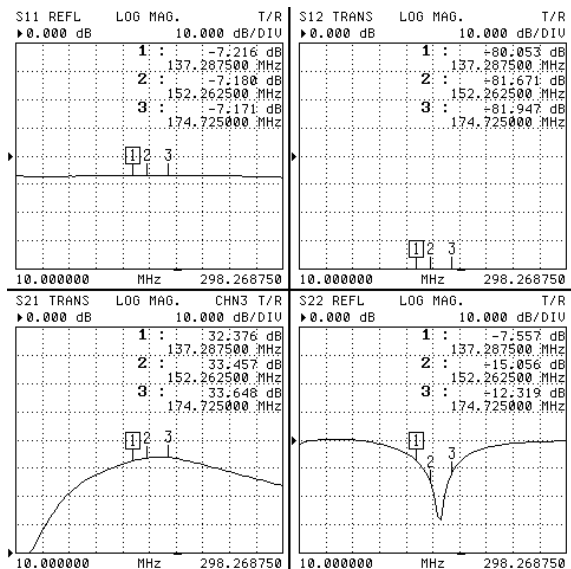 S11 REFL LOG MAG. T/R
▶0.000 dB 10.000 dB/DIV
1 : -7.216 dB
137.287500 MHz
2 : -7.180 dB
152.262500 MHz
3 : -7.171 dB
174.725000 MHz
1 2 3
10.000000 MHz 298.268750
S12 TRANS LOG MAG. T/R
▶0.000 dB 10.000 dB/DIV
1 : -80.053 dB
137.287500 MHz
2 : -81.671 dB
152.262500 MHz
3 : -81.947 dB
174.725000 MHz
1 2 3
10.000000 MHz 298.268750
S21 TRANS LOG MAG. CHN3 T/R
▶0.000 dB 10.000 dB/DIV
1 : 32.376 dB
137.287500 MHz
2 : 33.457 dB
152.262500 MHz
3 : 33.648 dB
174.725000 MHz
1 2 3
10.000000 MHz 298.268750
S22 REFL LOG MAG. T/R
▶0.000 dB 10.000 dB/DIV
1 : -7.557 dB
137.287500 MHz
2 : -15.056 dB
152.262500 MHz
3 : -12.319 dB
174.725000 MHz
1 2 3
10.000000 MHz 298.268750